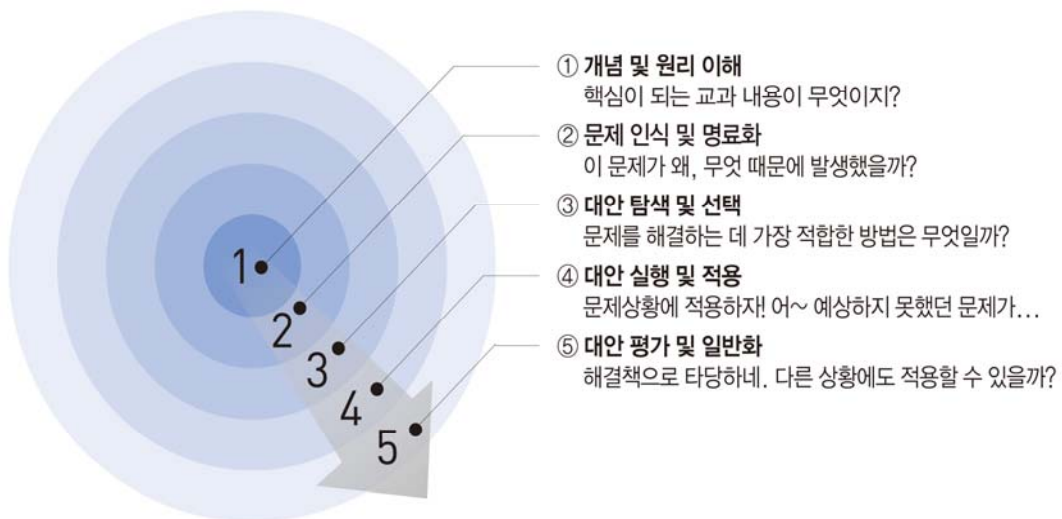 ① 개념 및 원리 이해
핵심이 되는 교과 내용이 무엇이지?
② 문제 인식 및 명료화
이 문제가 왜, 무엇 때문에 발생했을까?
③ 대안 탐색 및 선택
문제를 해결하는 데 가장 적합한 방법은 무엇일까?
④ 대안 실행 및 적용
문제상황에 적용하자! 어~ 예상하지 못했던 문제가...
⑤ 대안 평가 및 일반화
해결책으로 타당하네. 다른 상황에도 적용할 수 있을까?
1
2
3
4
5